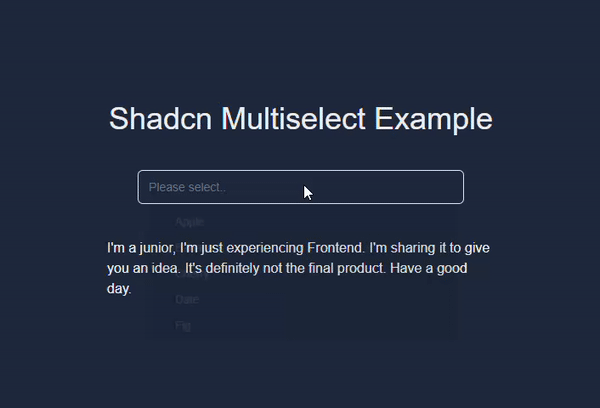 Shadcn Multiselect Example
Please select..
Apple
I'm a junior, I'm just experiencing Frontend. I'm sharing it to give
you an idea. It's definitely not the final product. Have a good
day.
Date
Fig